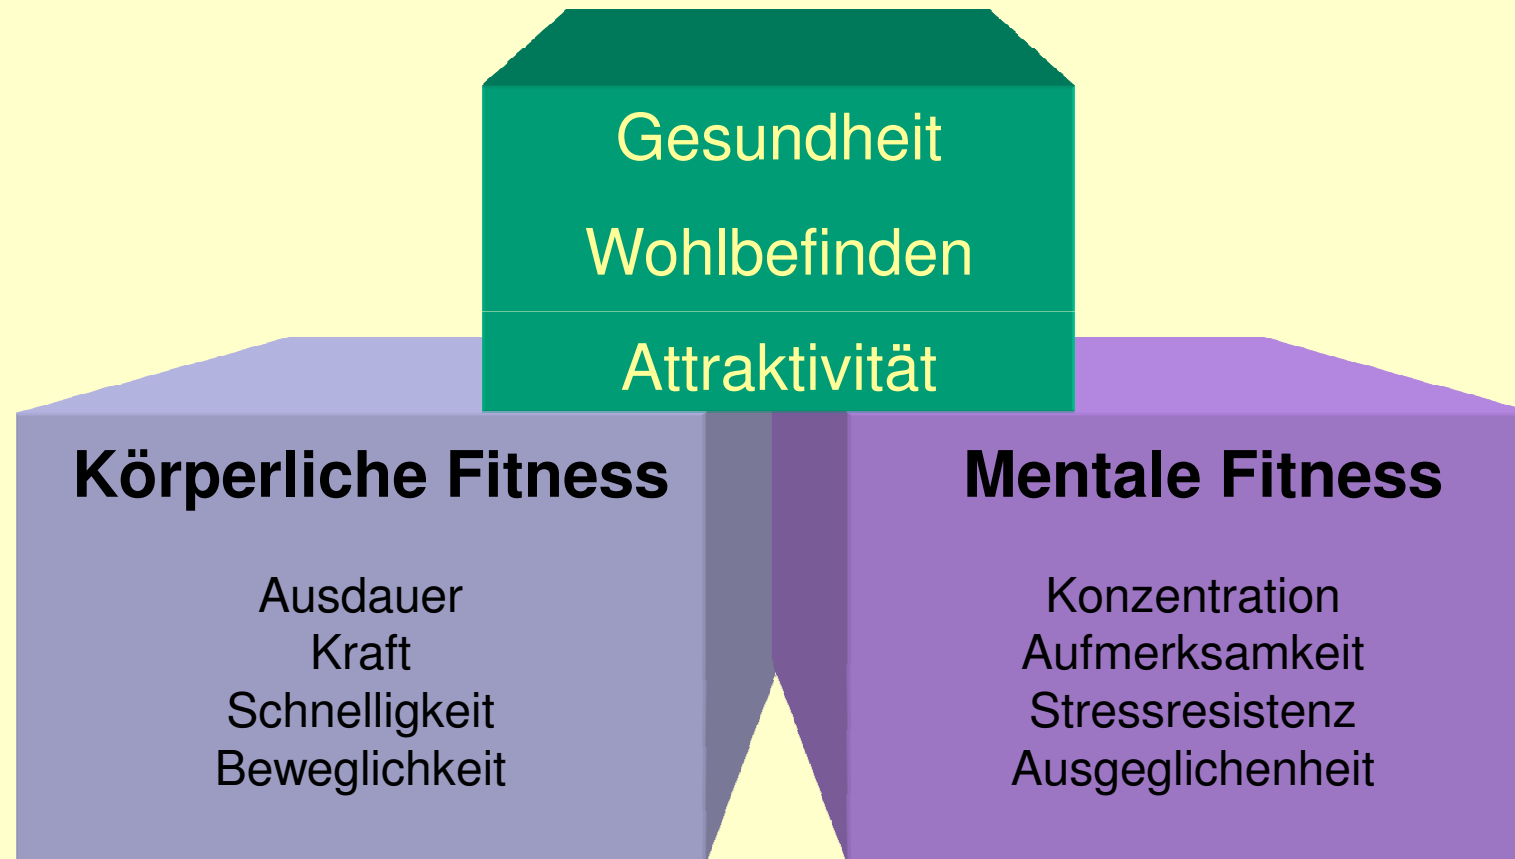 Gesundheit
Wohlbefinden
Attraktivität
Körperliche Fitness
Ausdauer
Kraft
Schnelligkeit
Beweglichkeit
Mentale Fitness
Konzentration
Aufmerksamkeit
Stressresistenz
Ausgeglichenheit